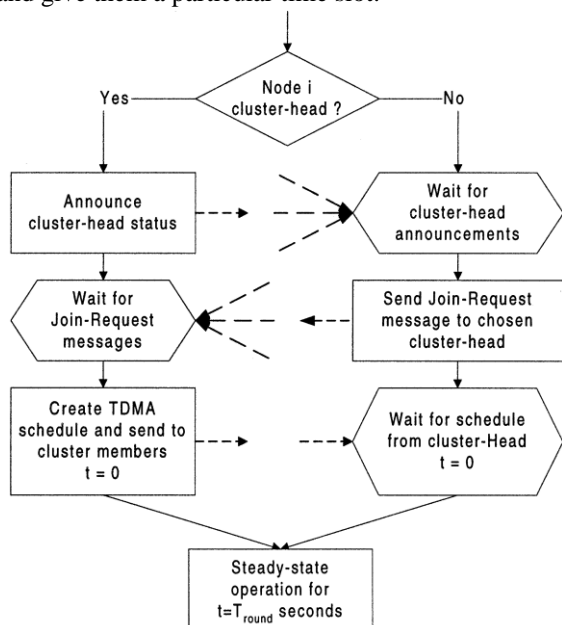 and give them a particular time slot.
Node i
cluster-head ?
Yes
No
Announce
cluster-head status
Wait for
cluster-head
announcements
Wait for
Join-Request
messages
Send Join-Request
message to chosen
cluster-head
Create TDMA
schedule and send to
cluster members
t = 0
Wait for schedule
from cluster-Head
t = 0
Steady-state
operation for
t=Tround seconds